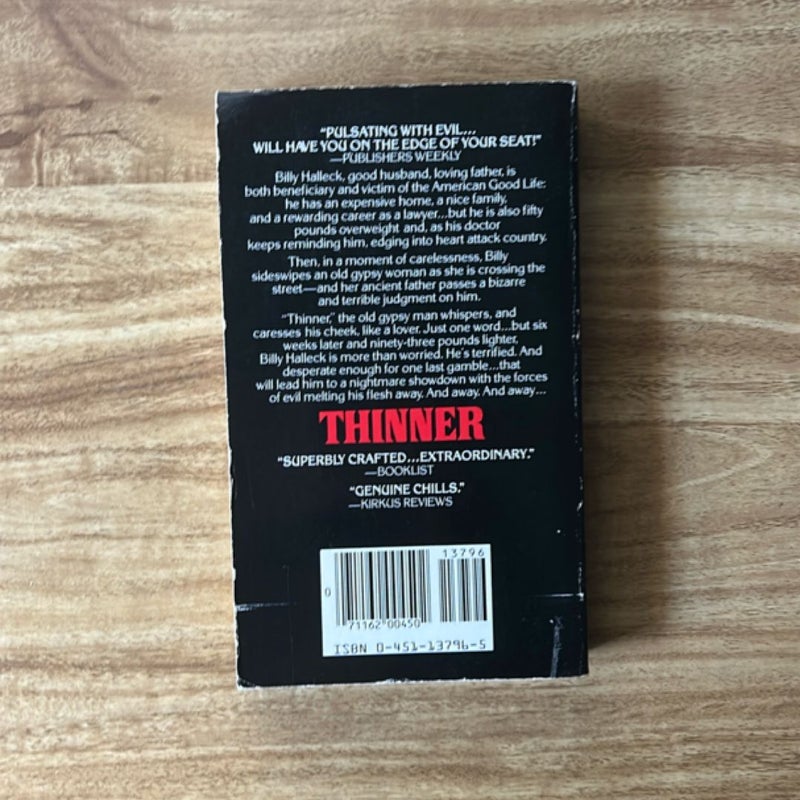 "PULSATING WITH EVIL...
WILL HAVE YOU ON THE EDGE OF YOUR SEAT!"
—PUBLISHERS WEEKLY
Billy Halleck, good husband, loving father, is
both beneficiary and victim of the American Good Life:
he has an expensive home, a nice family,
and a rewarding career as a lawyer...but he is also fifty
pounds overweight and, as his doctor
keeps reminding him, edging into heart attack country.
Then, in a moment of carelessness, Billy
sideswipes an old gypsy woman as she is crossing the
street—and her ancient father passes a bizarre
and terrible judgment on him.
"Thinner," the old gypsy man whispers, and
caresses his cheek, like a lover. Just one word...but six
weeks later and ninety-three pounds lighter,
Billy Halleck is more than worried. He's terrified. And
desperate enough for one last gamble...that
will lead him to a nightmare showdown with the forces
of evil melting his flesh away. And away. And away...
THINNER
"SUPERBLY CRAFTED...EXTRAORDINARY."
—BOOKLIST
"GENUINE CHILLS."
—KIRKUS REVIEWS
13796
0
71162 00450
ISBN 0-451-13796-5